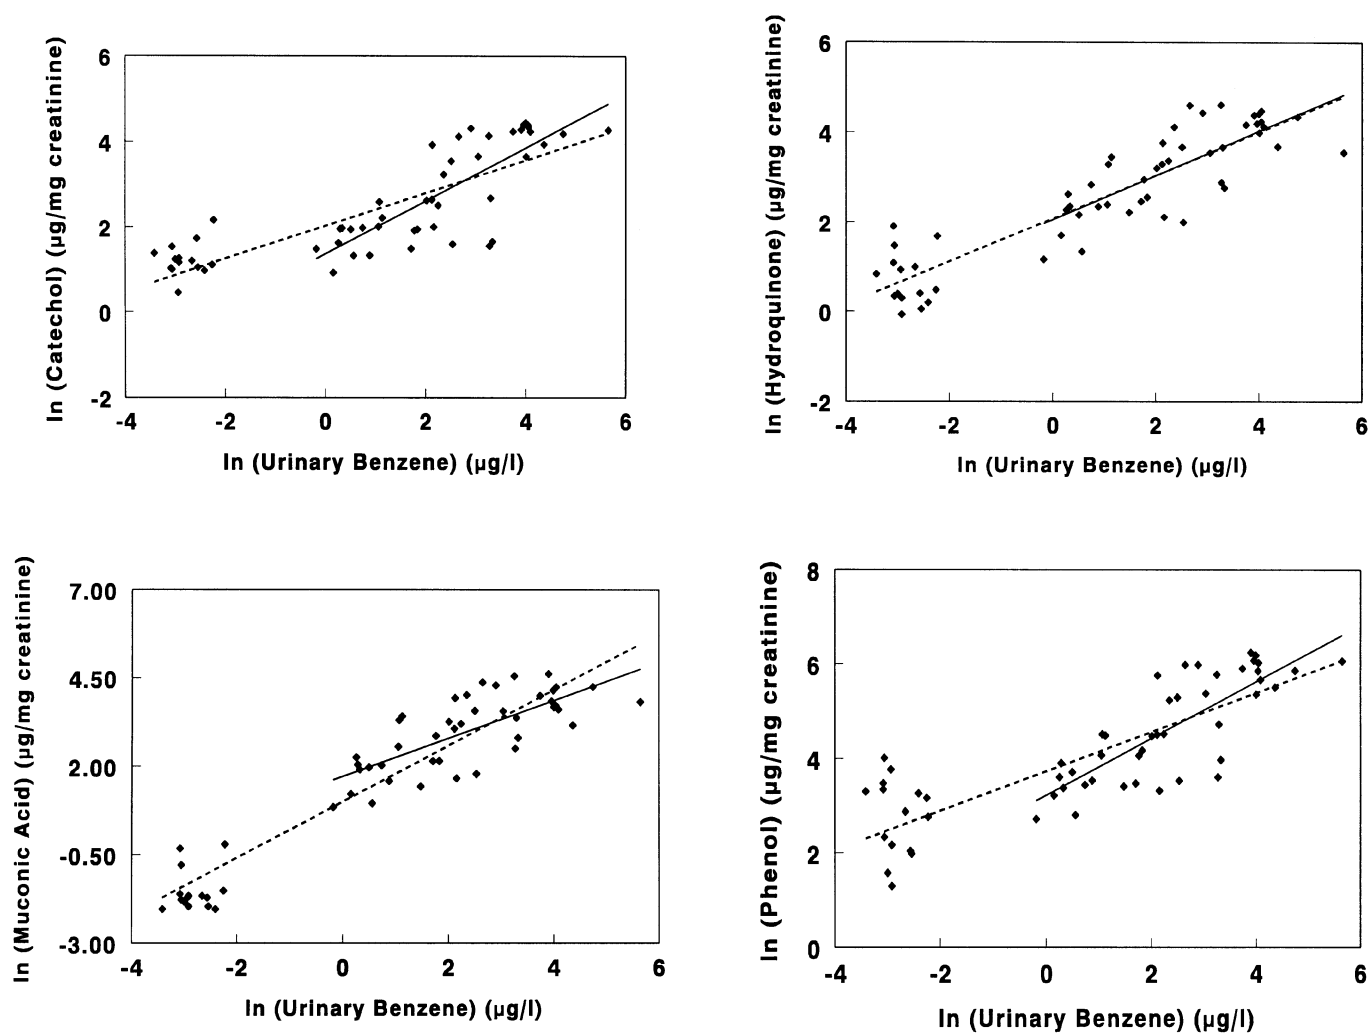 ln (Catechol) (µg/mg creatinine)
6
4
2
0
-2
-4 -2 0 2 4 6
ln (Urinary Benzene) (µg/l)
ln (Hydroquinone) (µg/mg creatinine)
6
4
2
0
-2
-4 -2 0 2 4 6
ln (Urinary Benzene) (µg/l)
ln (Muconic Acid) (µg/mg creatinine)
7.00
4.50
2.00
-0.50
-3.00
-4 -2 0 2 4 6
ln (Urinary Benzene) (µg/l)
ln (Phenol) (µg/mg creatinine)
8
6
4
2
0
-4 -2 0 2 4 6
ln (Urinary Benzene) (µg/l)